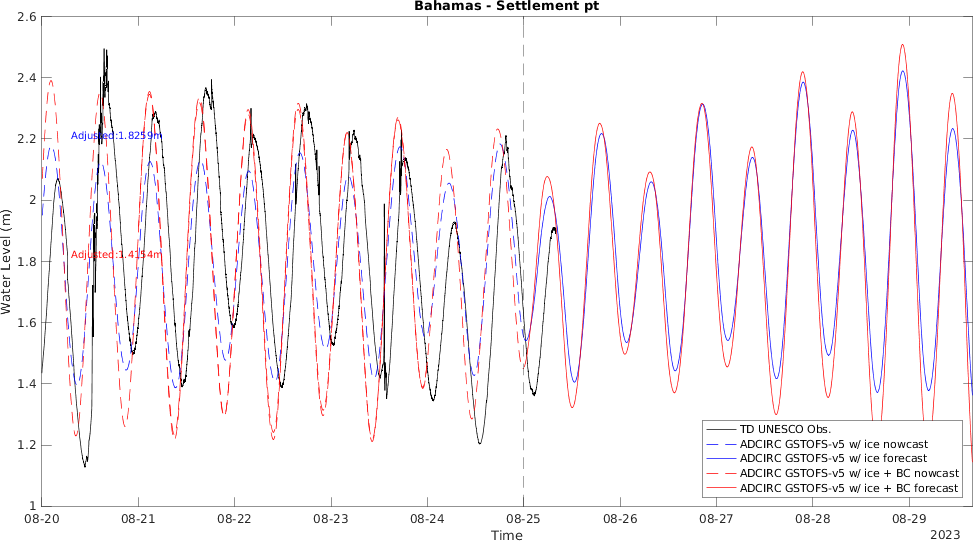 Bahamas - Settlement pt
Water Level (m)
2.6
2.4
2.2
2
1.8
1.6
1.4
1.2
1
Adjusted:1.8259m
Adjusted:1.4154m
TD UNESCO Obs.
ADCIRC GSTOFS-v5 w/ ice nowcast
ADCIRC GSTOFS-v5 w/ ice forecast
ADCIRC GSTOFS-v5 w/ ice + BC nowcast
ADCIRC GSTOFS-v5 w/ ice + BC forecast
08-20 08-21 08-22 08-23 08-24 08-25 08-26 08-27 08-28 08-29
Time
2023